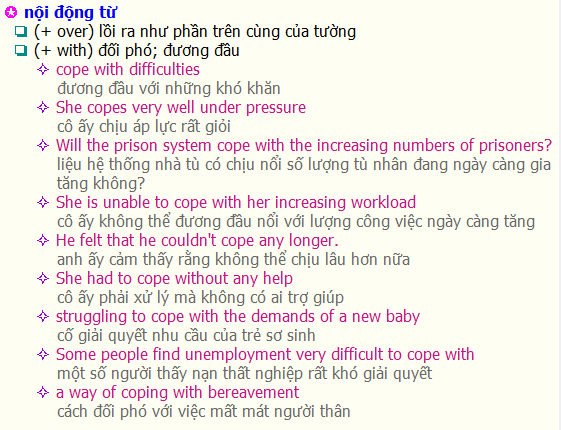 nội động từ
(+ over) lồi ra như phần trên cùng của tường
(+ with) đối phó; đương đầu
cope with difficulties
đương đầu với những khó khăn
She copes very well under pressure
cô ấy chịu áp lực rất giỏi
Will the prison system cope with the increasing numbers of prisoners?
liệu hệ thống nhà tù có chịu nổi số lượng tù nhân đang ngày càng gia
tăng không?
She is unable to cope with her increasing workload
cô ấy không thể đương đầu nổi với lượng công việc ngày càng tăng
He felt that he couldn't cope any longer.
anh ấy cảm thấy rằng không thể chịu lâu hơn nữa
She had to cope without any help
cô ấy phải xử lý mà không có ai trợ giúp
struggling to cope with the demands of a new baby
cố giải quyết nhu cầu của trẻ sơ sinh
Some people find unemployment very difficult to cope with
một số người thấy nạn thất nghiệp rất khó giải quyết
a way of coping with bereavement
cách đối phó với việc mất mát người thân